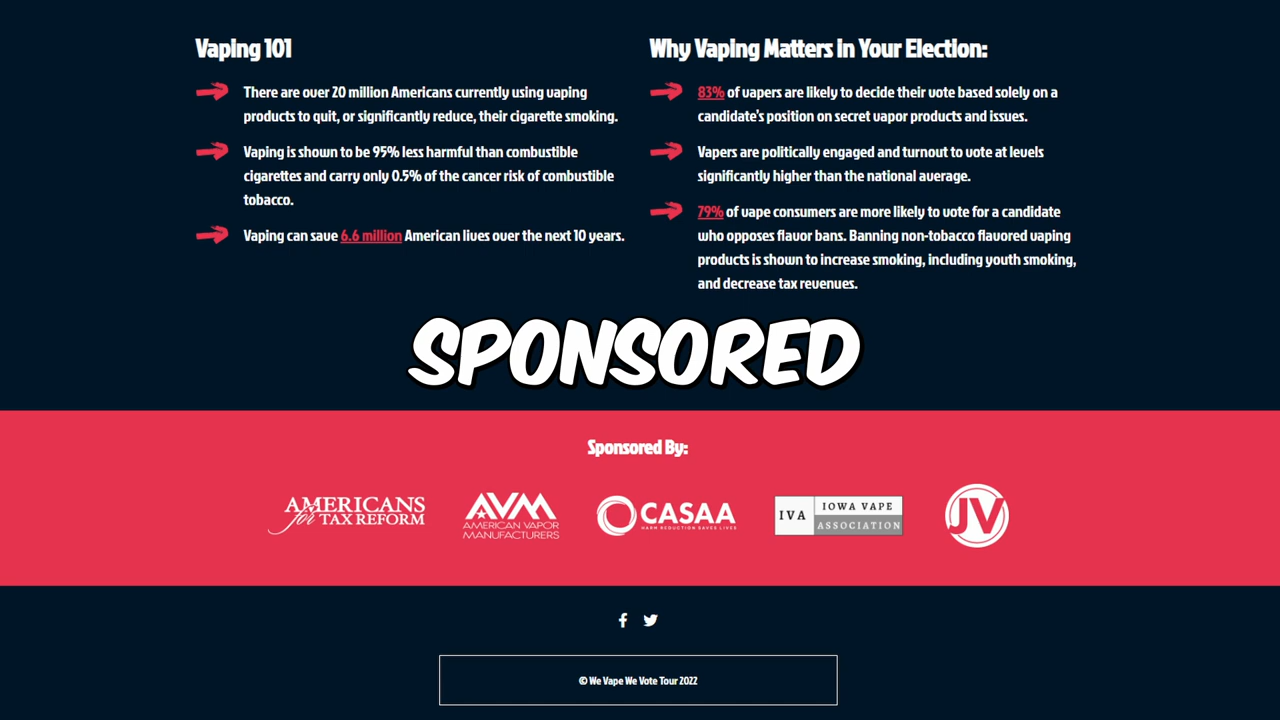 Vaping 101
There are over 20 million Americans currently using vaping
products to quit, or significantly reduce, their cigarette smoking.
Vaping is shown to be 95% less harmful than combustible
cigarettes and carry only 0.5% of the cancer risk of combustible
tobacco.
Vaping can save 6.6 million American lives over the next 10 years.
Why Vaping Matters in Your Election:
83% of vapers are likely to decide their vote based solely on a
candidate's position on secret vapor products and issues.
Vapers are politically engaged and turnout to vote at levels
significantly higher than the national average.
79% of vape consumers are more likely to vote for a candidate
who opposes flavor bans. Banning non-tobacco flavored vaping
products is shown to increase smoking, including youth smoking,
and decrease tax revenues.
SPONSORED
Sponsored By:
AMERICANS
for TAX REFORM
AVM
AMERICAN VAPOR
MANUFACTURERS
CASAA
HARM REDUCTION SAVES LIVES
IVA
IOWA VAPE
ASSOCIATION
JV
© We Vape We Vote Tour 2022